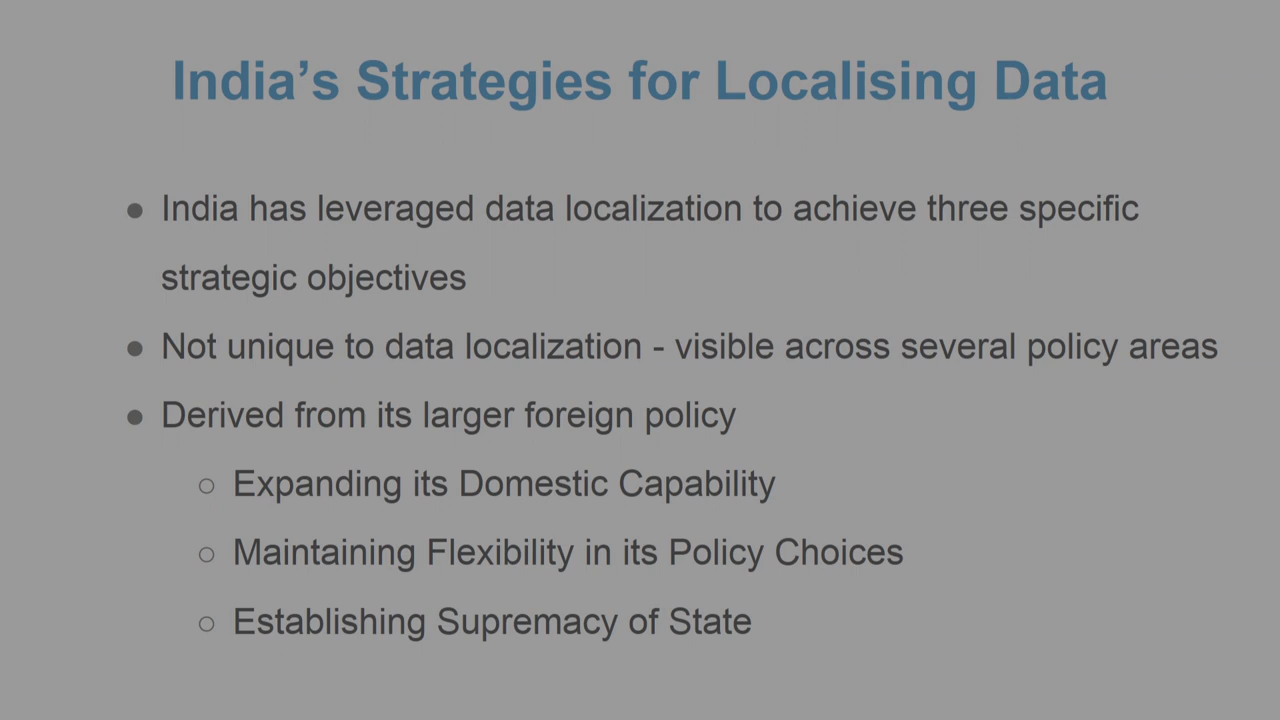 India’s Strategies for Localising Data
● India has leveraged data localization to achieve three specific
strategic objectives
● Not unique to data localization - visible across several policy areas
● Derived from its larger foreign policy
○ Expanding its Domestic Capability
○ Maintaining Flexibility in its Policy Choices
○ Establishing Supremacy of State